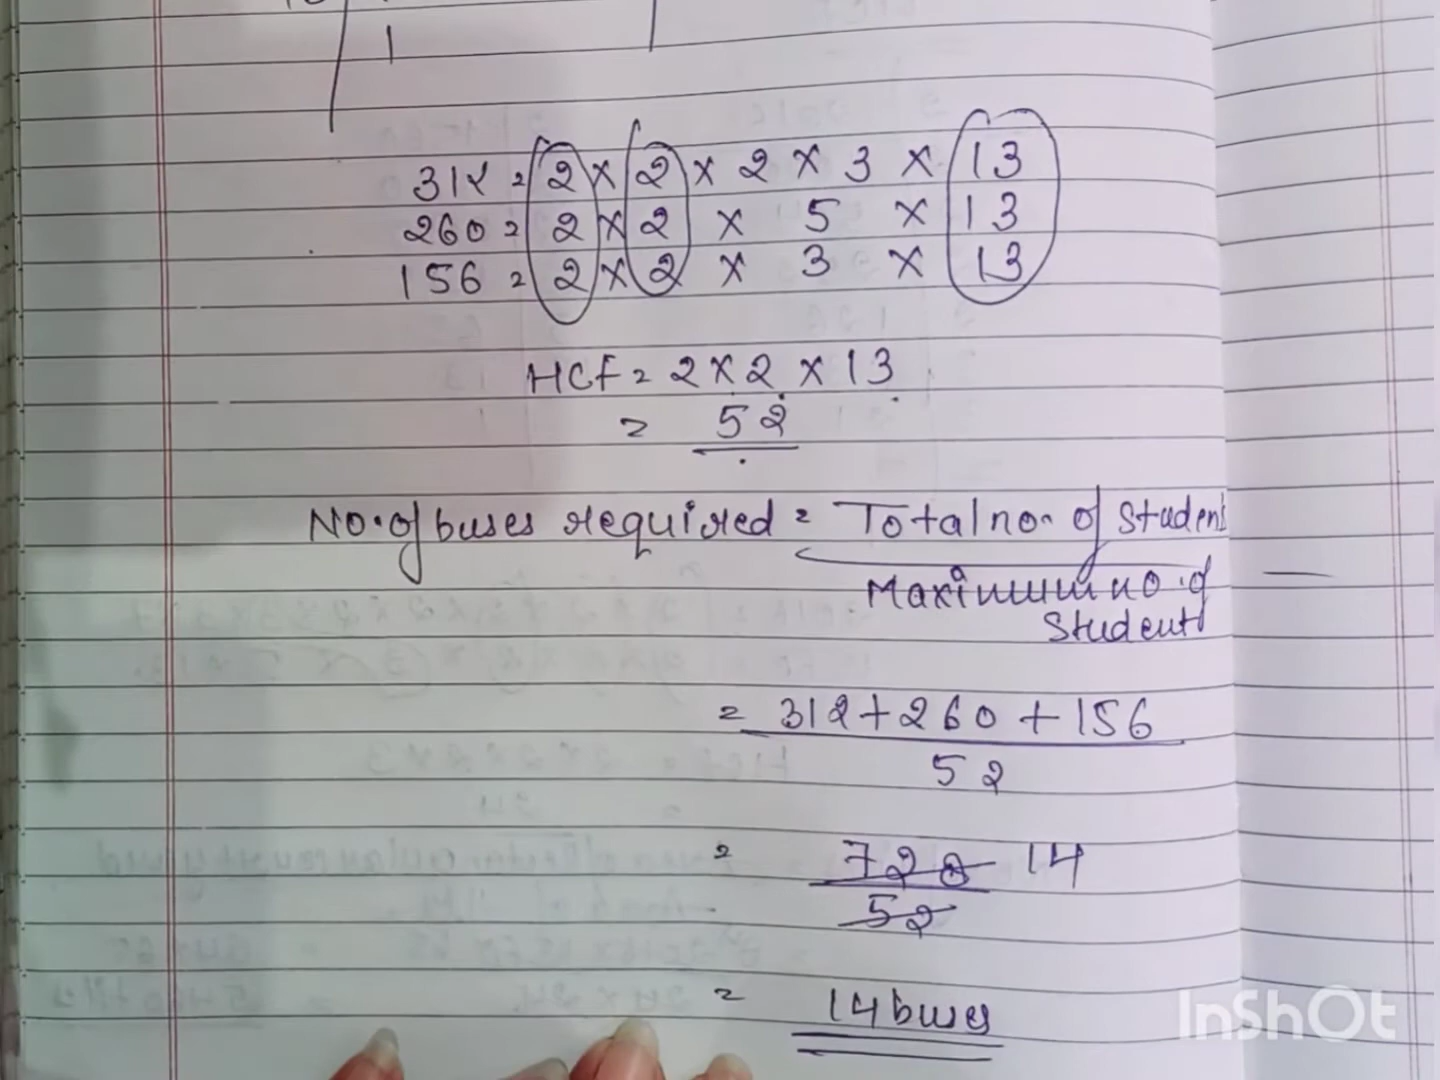 1
312 = 2 × 2 × 2 × 3 × 13
260 = 2 × 2 × 5 × 13
156 = 2 × 2 × 3 × 13
HCF = 2 × 2 × 13
= 52
No. of buses required = Total no. of Student
Maximum no. of
Students
= 312 + 260 + 156
52
= 728 14
52
= 14 buses
InShOt